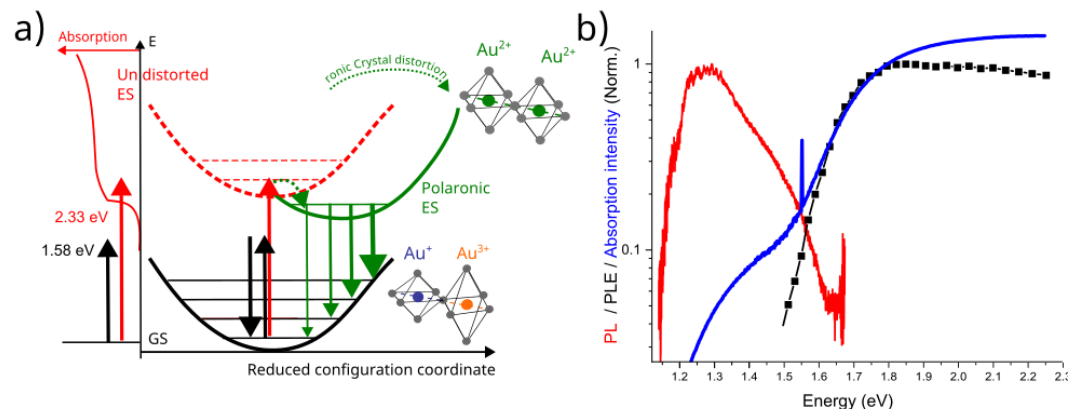 a)
Absorption
E
Undistorted
ES
ronic Crystal distortion
Au2+
Au2+
Polaronic
ES
2.33 eV
1.58 eV
Au+
Au3+
GS
Reduced configuration coordinate
b)
PL / PLE / Absorption intensity (Norm.)
1
0.1
1.2 1.3 1.4 1.5 1.6 1.7 1.8 1.9 2.0 2.1 2.2 2.3
Energy (eV)